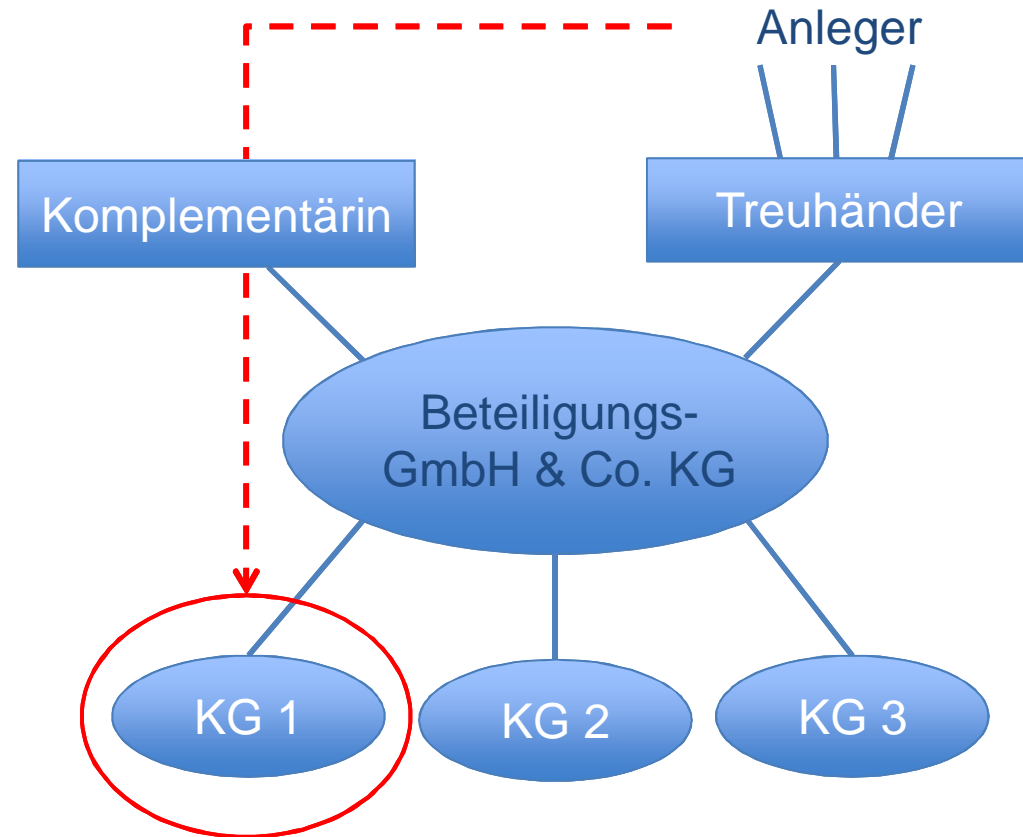 Anleger
Komplementärin
Treuhänder
Beteiligungs-
GmbH & Co. KG
KG 1
KG 2
KG 3